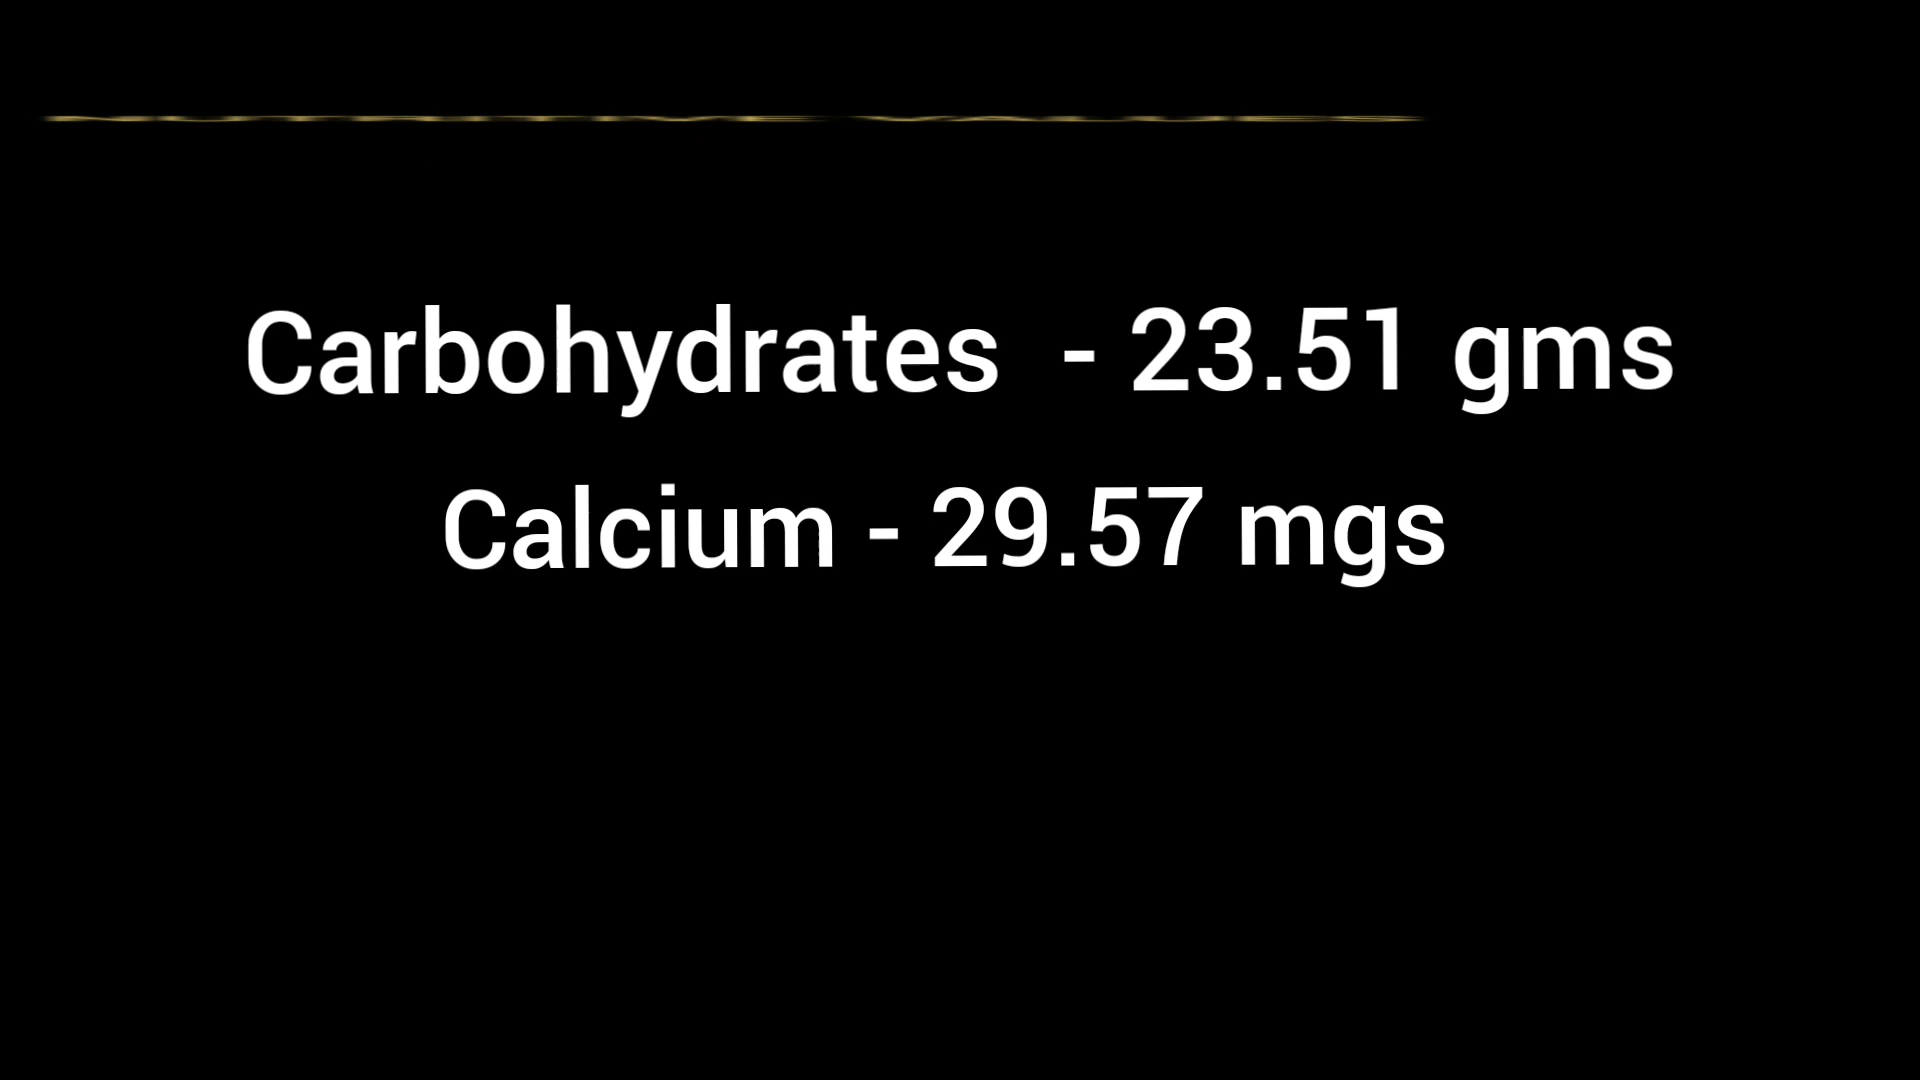 Carbohydrates  - 23.51 gms
Calcium - 29.57 mgs